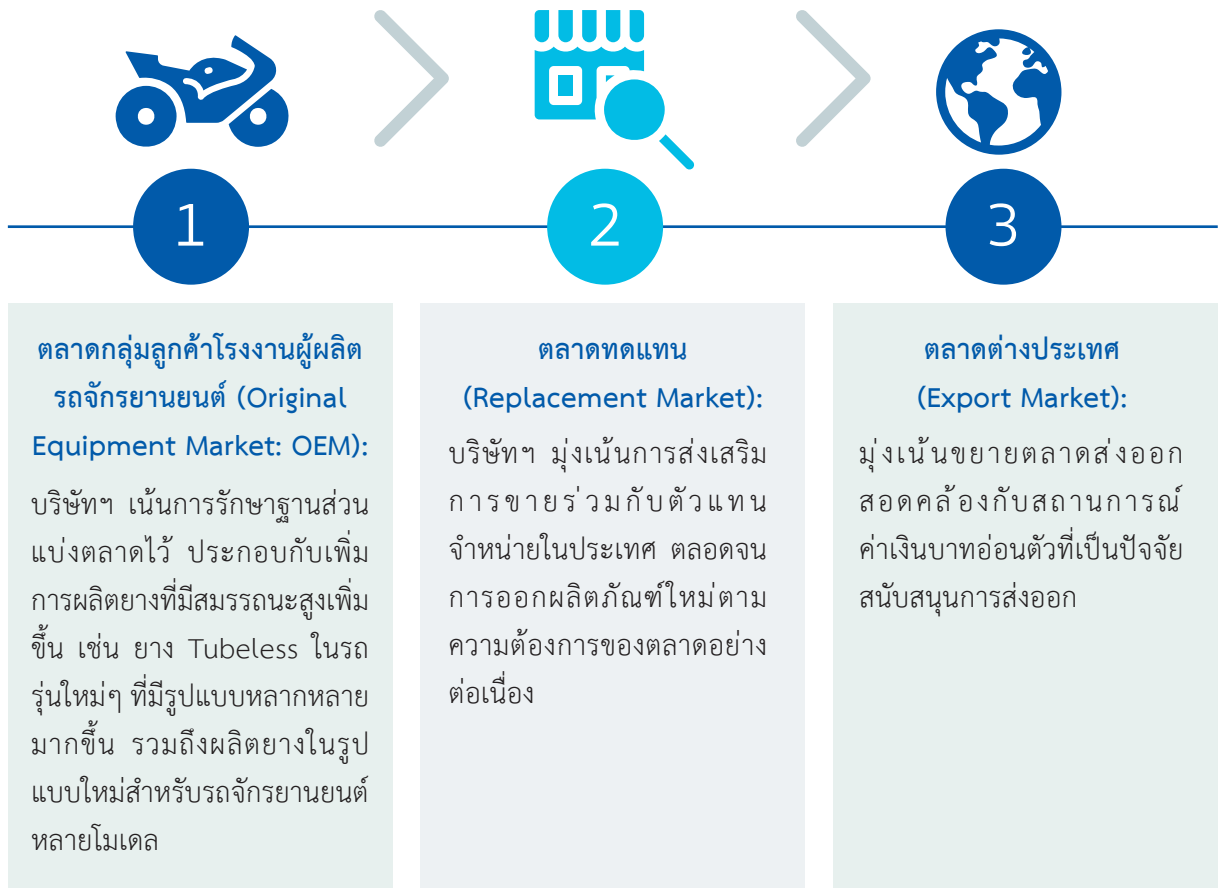 1
2
3
ตลาดกลุ่มลูกค้าโรงงานผู้ผลิต
รถจักรยานยนต์ (Original
Equipment Market: OEM):
บริษัทฯ เน้นการรักษาฐานส่วน
แบ่งตลาดไว้ ประกอบกับเพิ่ม
การผลิตยางที่มีสมรรถนะสูงเพิ่ม
ขึ้น เช่น ยาง Tubeless ในรถ
รุ่นใหม่ๆ ที่มีรูปแบบหลากหลาย
มากขึ้น รวมถึงผลิตยางในรูป
แบบใหม่สำหรับรถจักรยานยนต์
หลายโมเดล
ตลาดทดแทน
(Replacement Market):
บริษัทฯ มุ่งเน้นการส่งเสริม
การขายร่วมกับตัวแทน
จำหน่ายในประเทศ ตลอดจน
การออกผลิตภัณฑ์ใหม่ตาม
ความต้องการของตลาดอย่าง
ต่อเนื่อง
ตลาดต่างประเทศ
(Export Market):
มุ่งเน้นขยายตลาดส่งออก
สอดคล้องกับสถานการณ์
ค่าเงินบาทอ่อนตัวที่เป็นปัจจัย
สนับสนุนการส่งออก